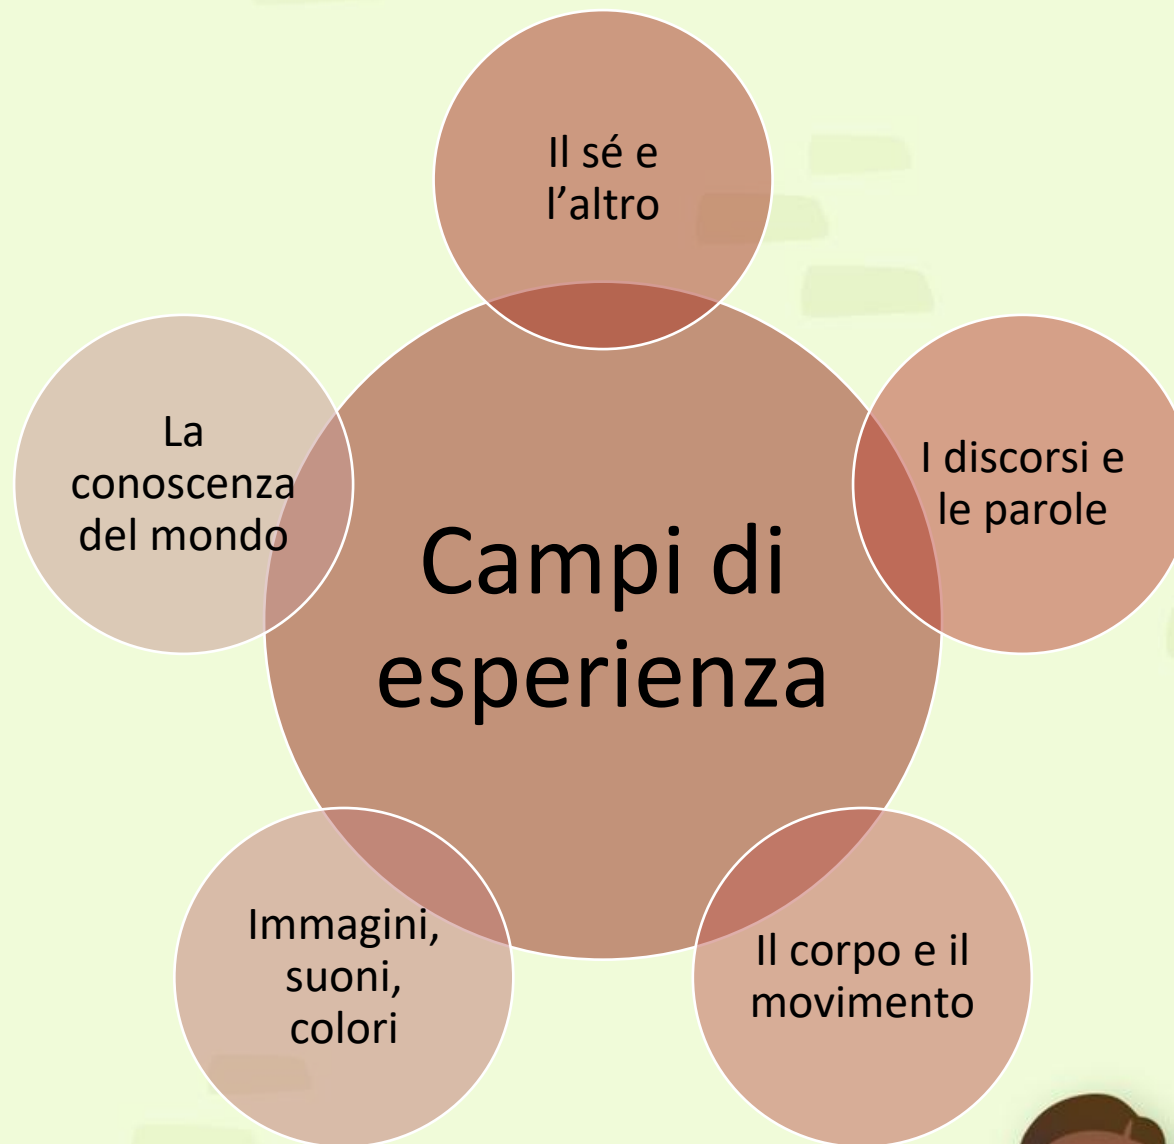 Il sé e
l’altro
I discorsi e
le parole
Il corpo e il
movimento
Immagini,
suoni,
colori
La
conoscenza
del mondo
Campi di
esperienza